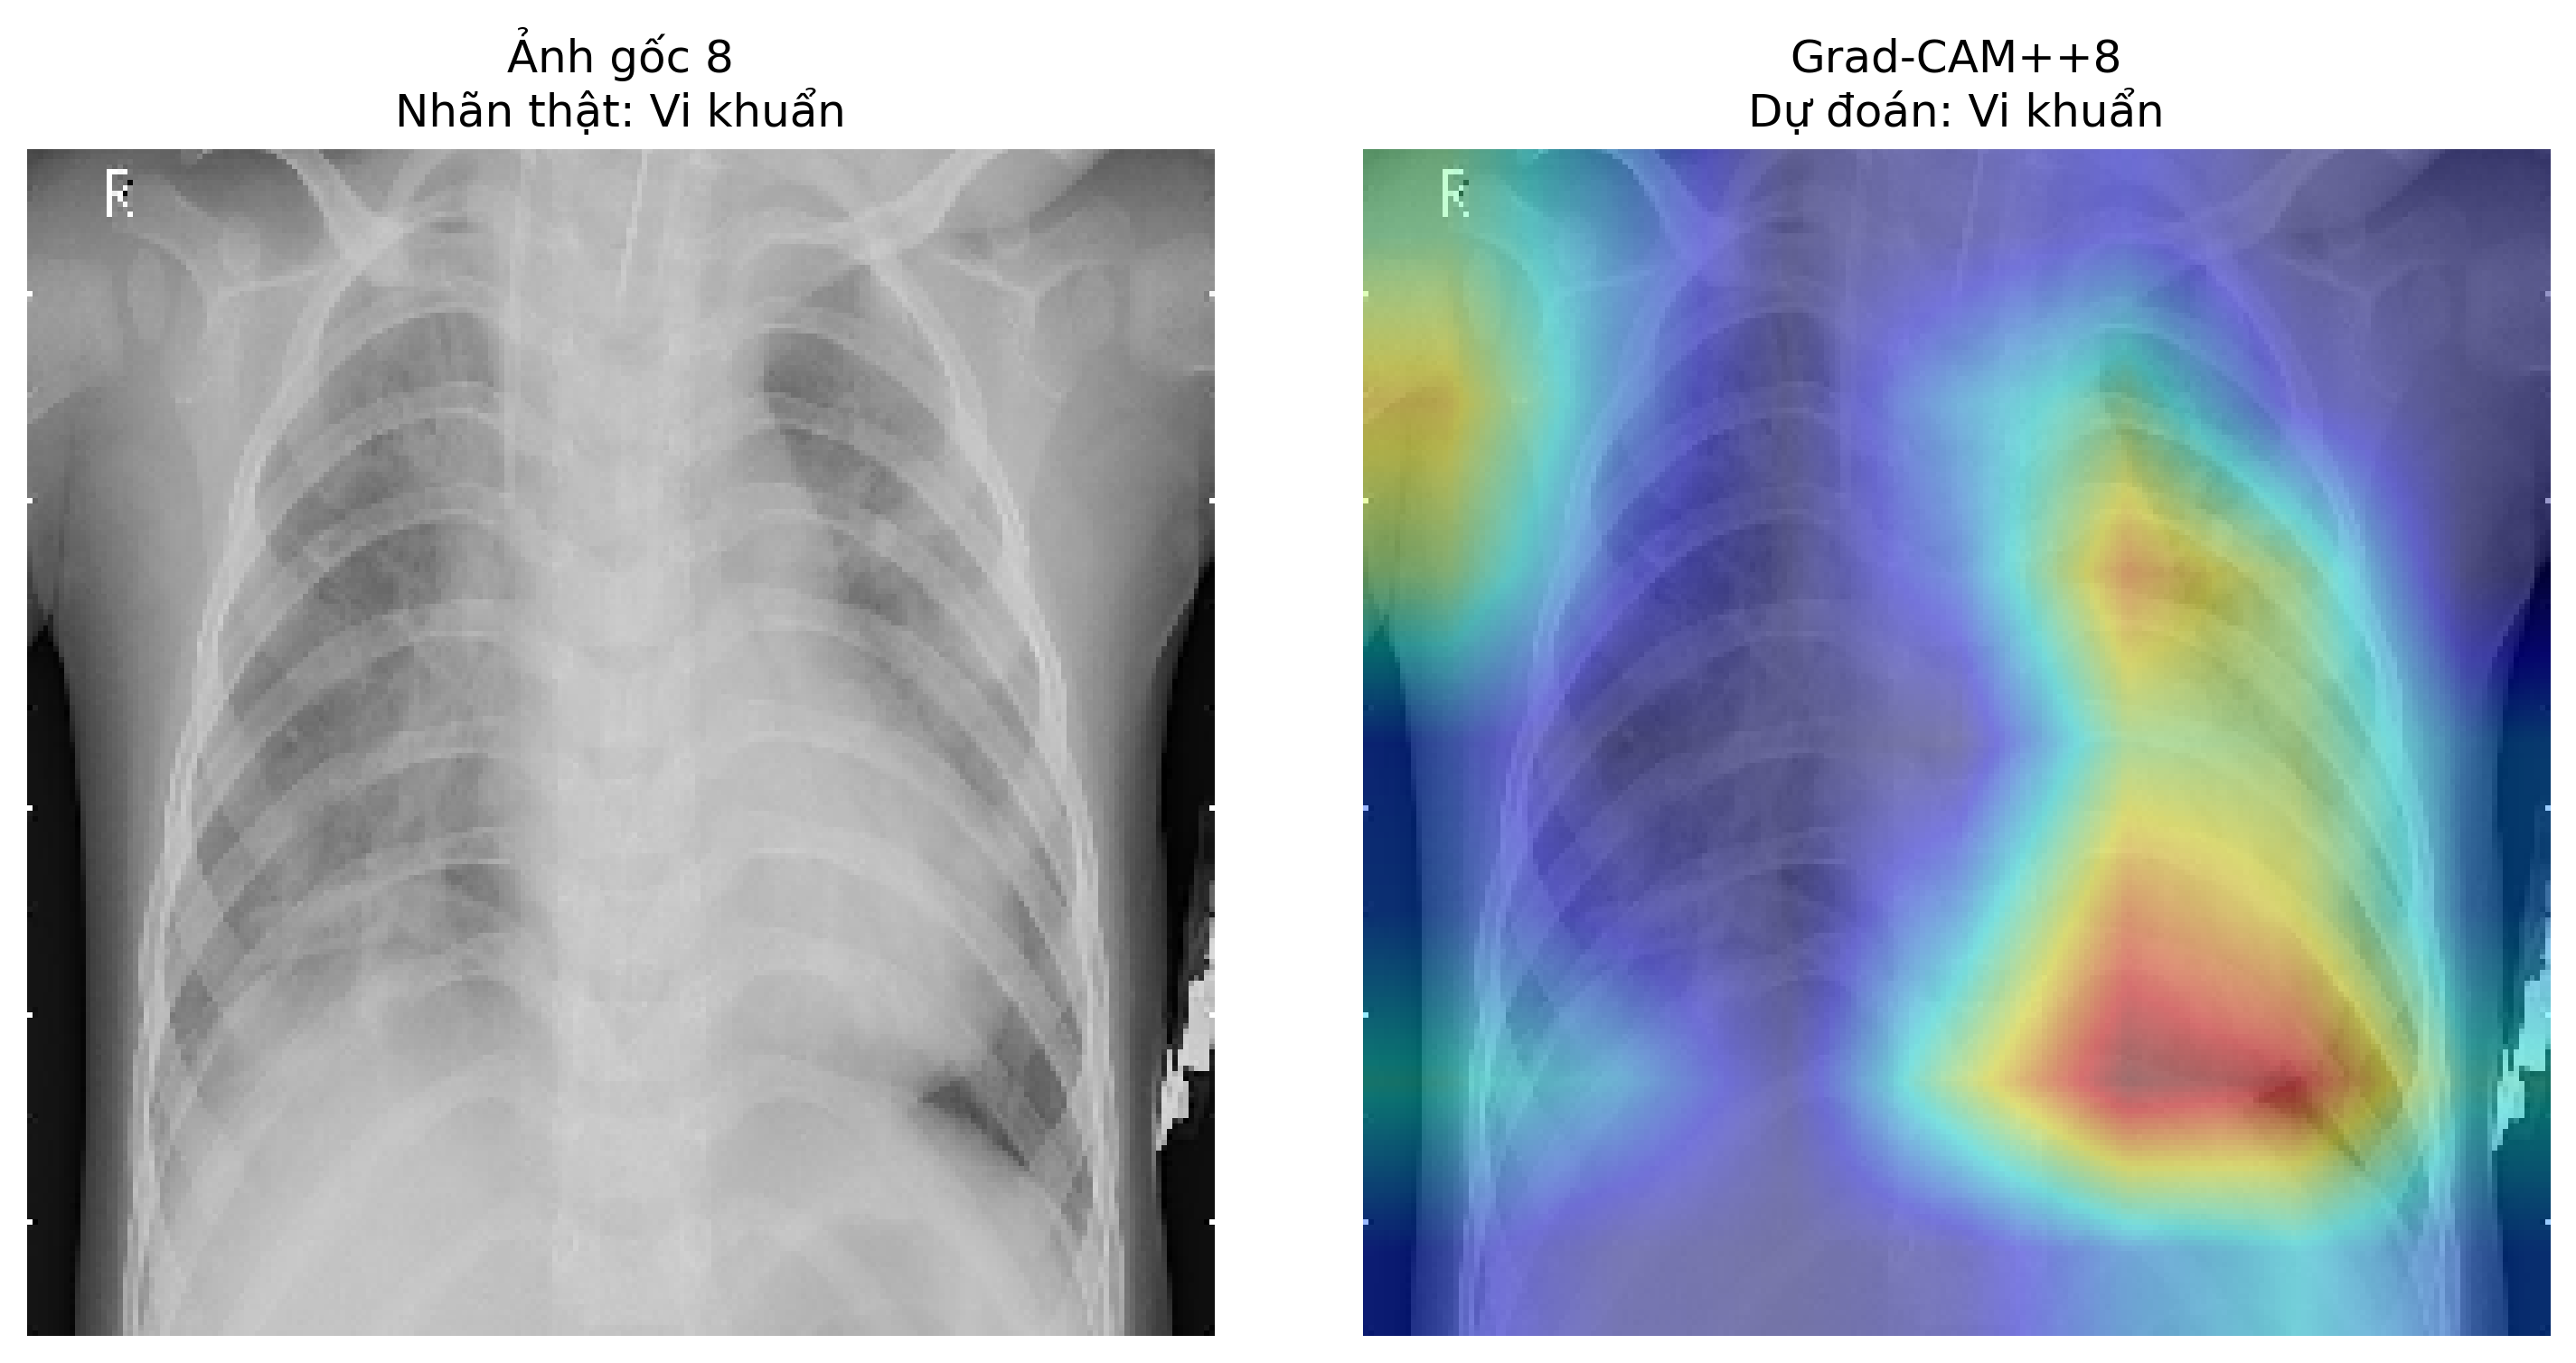 Ảnh gốc 8
Nhãn thật: Vi khuẩn
Grad-CAM++8
Dự đoán: Vi khuẩn
R
R